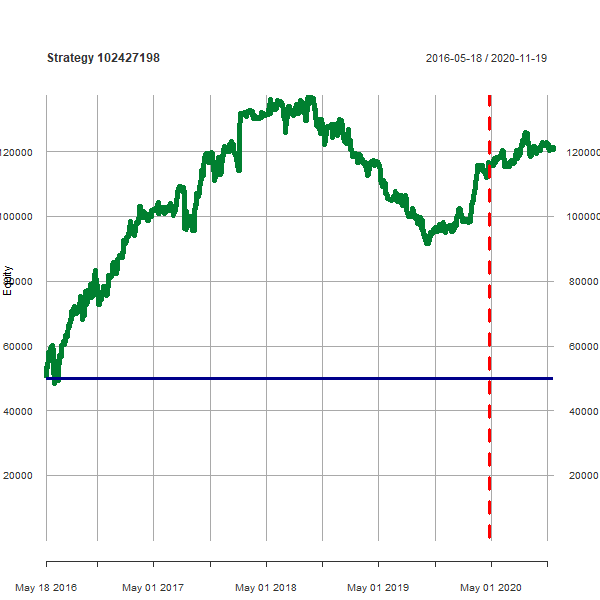 Strategy 102427198
2016-05-18 / 2020-11-19
120000
120000
100000
100000
Equity
80000
80000
60000
60000
40000
40000
20000
20000
May 18 2016
May 01 2017
May 01 2018
May 01 2019
May 01 2020